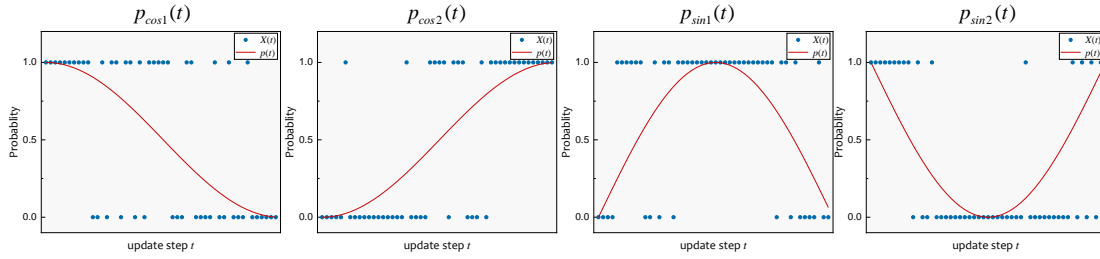 p_cos1(t)
X(t)
p(t)
1.0
0.5
0.0
Probablity
update step t
p_cos2(t)
X(t)
p(t)
1.0
0.5
0.0
Probability
update step t
p_sin1(t)
X(t)
p(t)
1.0
0.5
0.0
Probability
update step t
p_sin2(t)
X(t)
p(t)
1.0
0.5
0.0
Probability
update step t